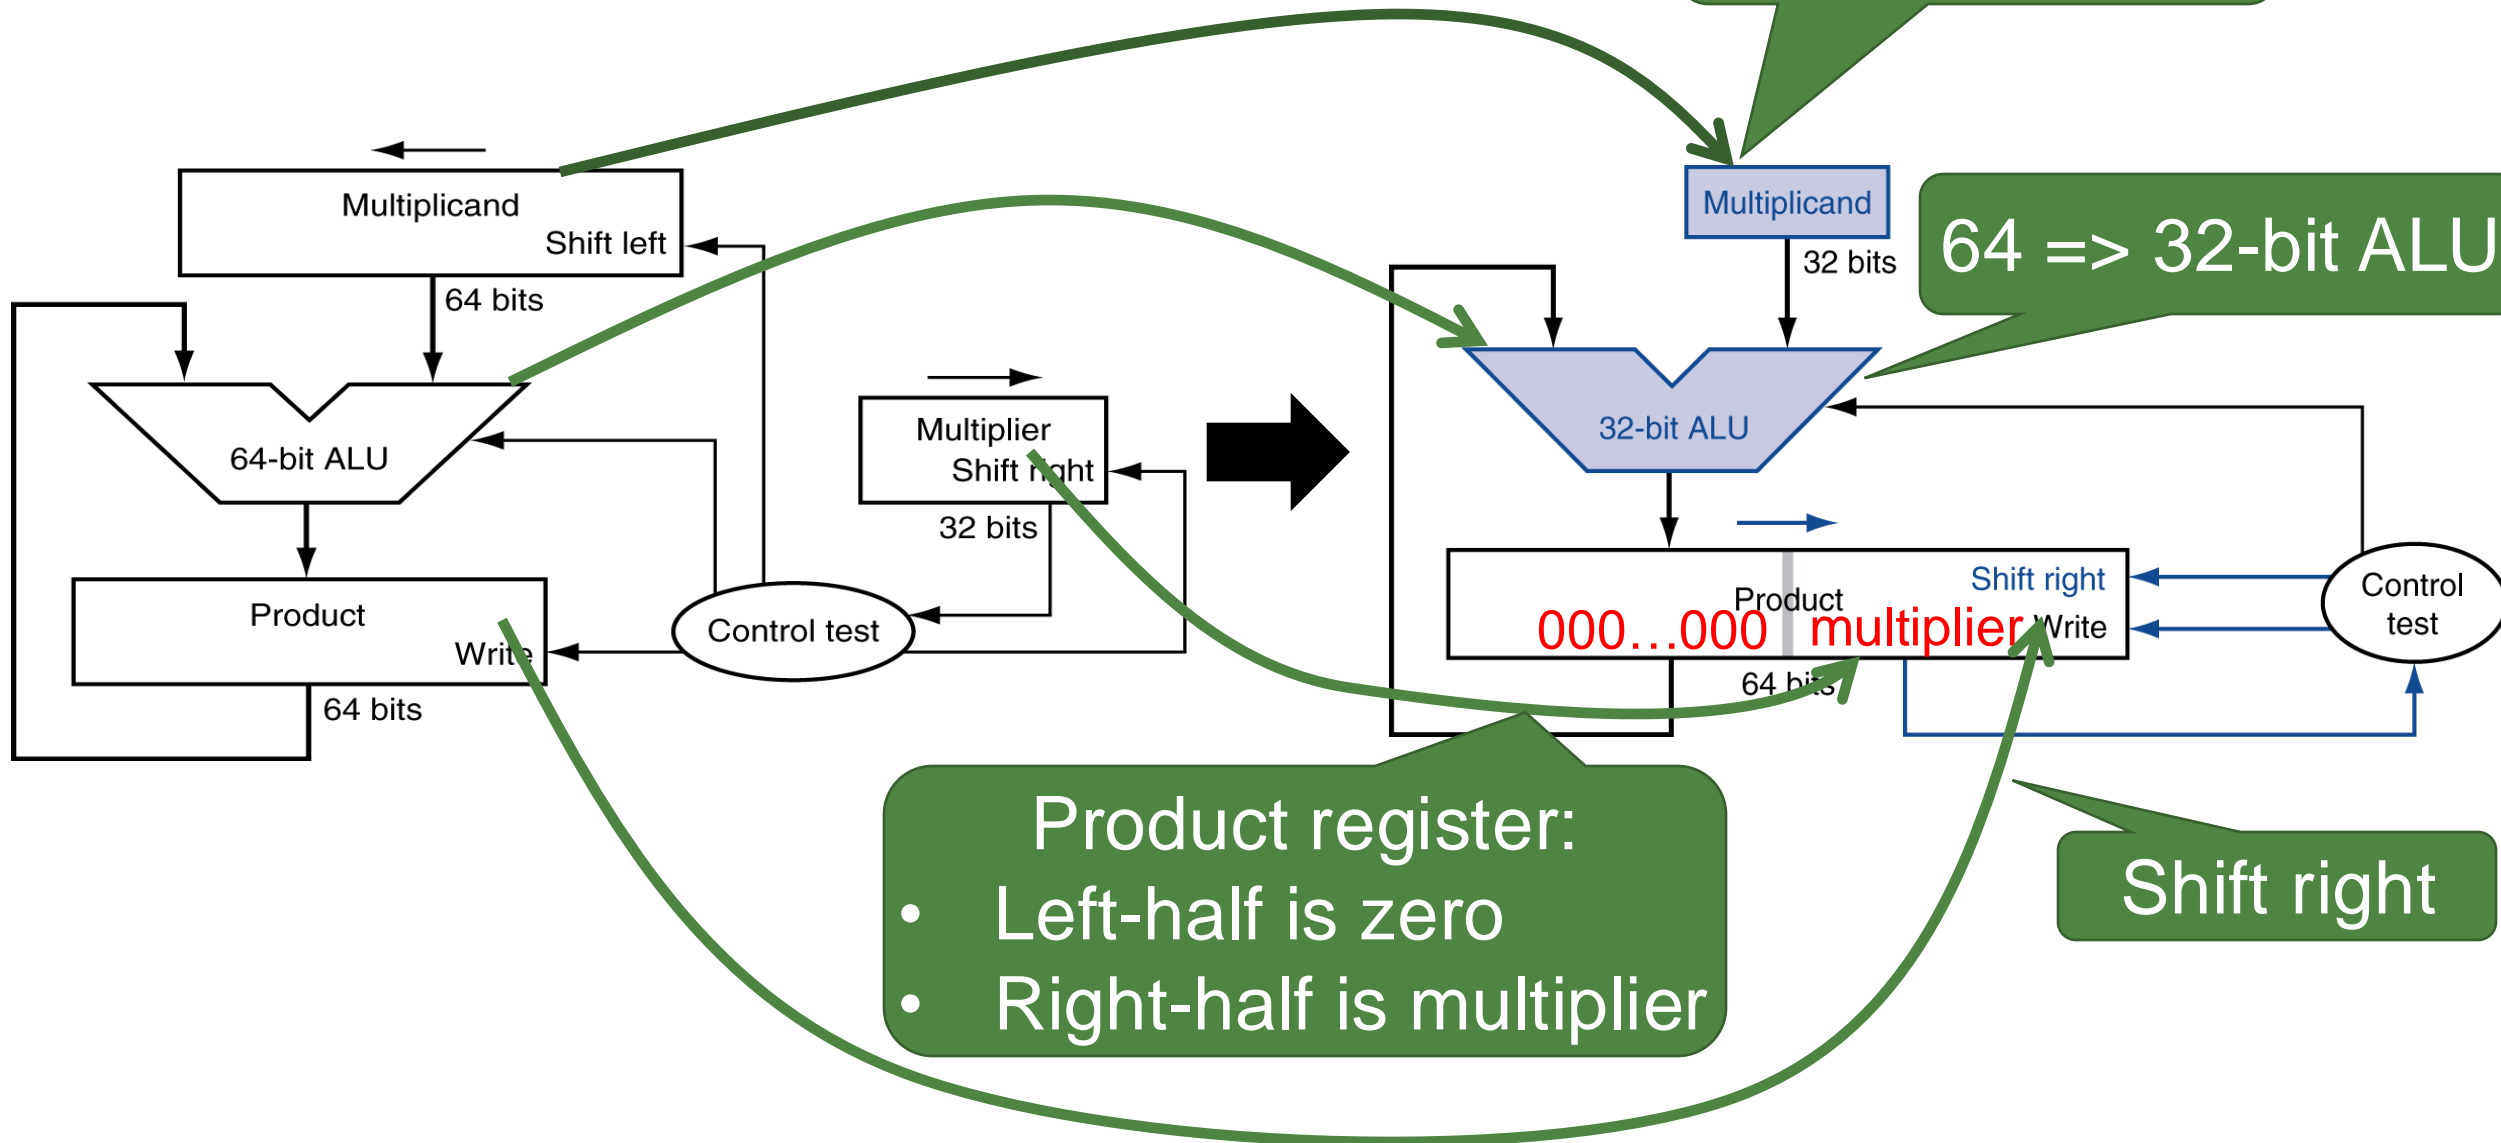 Multiplicand
Shift left
64 bits
64-bit ALU
Product
Write
64 bits
Multiplier
Shift right
32 bits
Control test
Multiplicand
32 bits
64 => 32-bit ALU
32-bit ALU
Shift right
Product
000...000 multiplier
Write
64 bits
Control
test
Product register:
• Left-half is zero
• Right-half is multiplier
Shift right